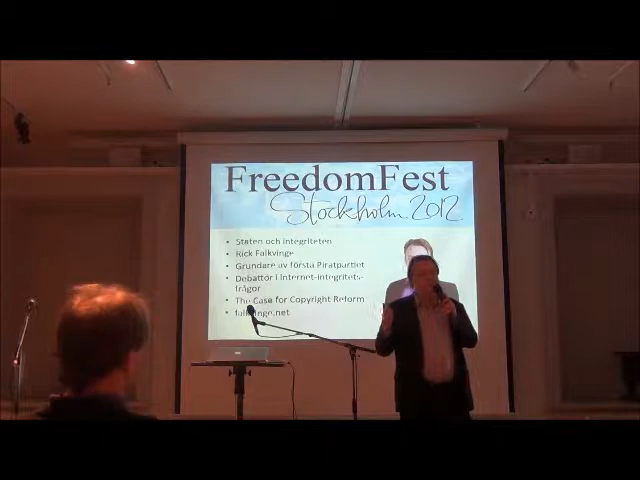 FreedomFest
Stockholm 2012
• Staten och integriteten
• Rick Falkvinge
• Grundare av första Piratpartiet
• Debattör i Internet-integritets-
frågor
• The Case for Copyright Reform
• falkvinge.net